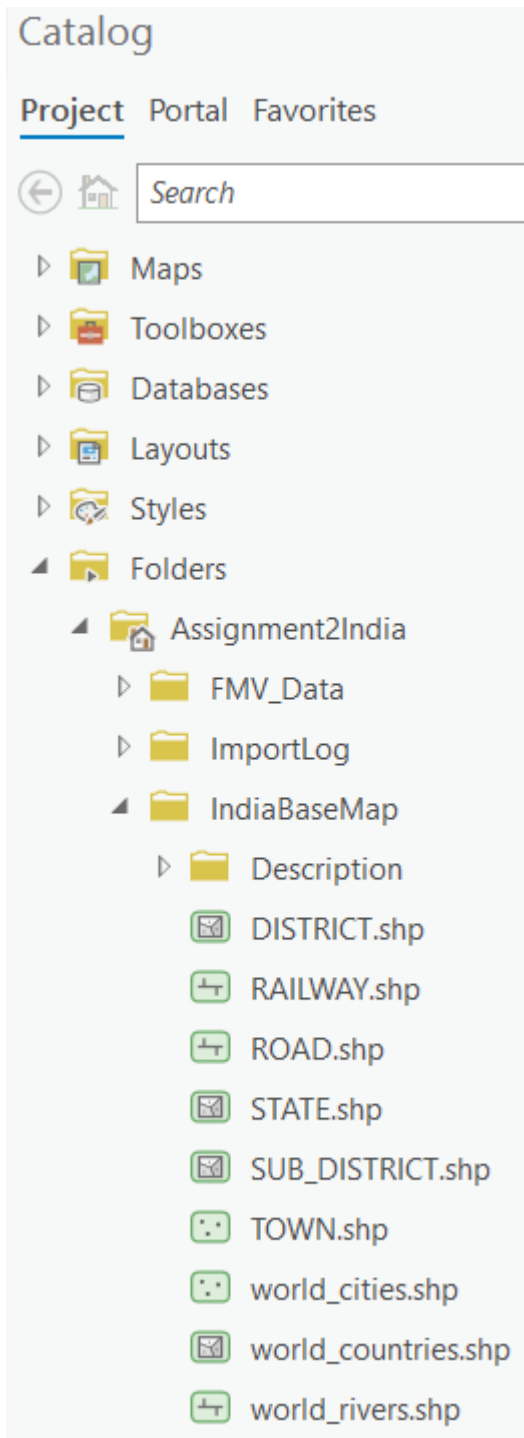 Catalog
Project Portal Favorites
Search
Maps
Toolboxes
Databases
Layouts
Styles
Folders
Assignment2India
FMV_Data
ImportLog
IndiaBaseMap
Description
DISTRICT.shp
RAILWAY.shp
ROAD.shp
STATE.shp
SUB_DISTRICT.shp
TOWN.shp
world_cities.shp
world_countries.shp
world_rivers.shp